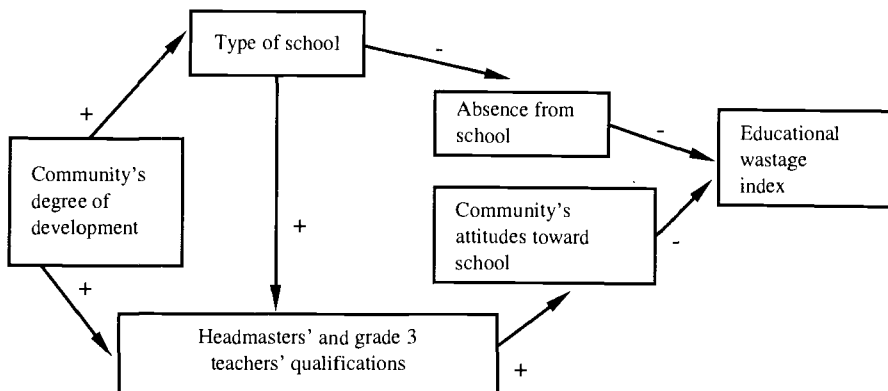 Type of school
-
+
Absence from
school
-
Educational
wastage
index
Community's
degree of
development
Community's
attitudes toward
school
+
-
+
Headmasters' and grade 3
teachers' qualifications
+